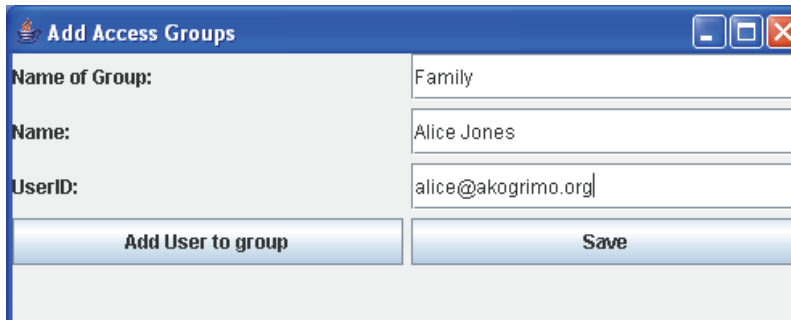 Add Access Groups
Name of Group: Family
Name: Alice Jones
UserID: alice@akogrimo.org
Add User to group Save